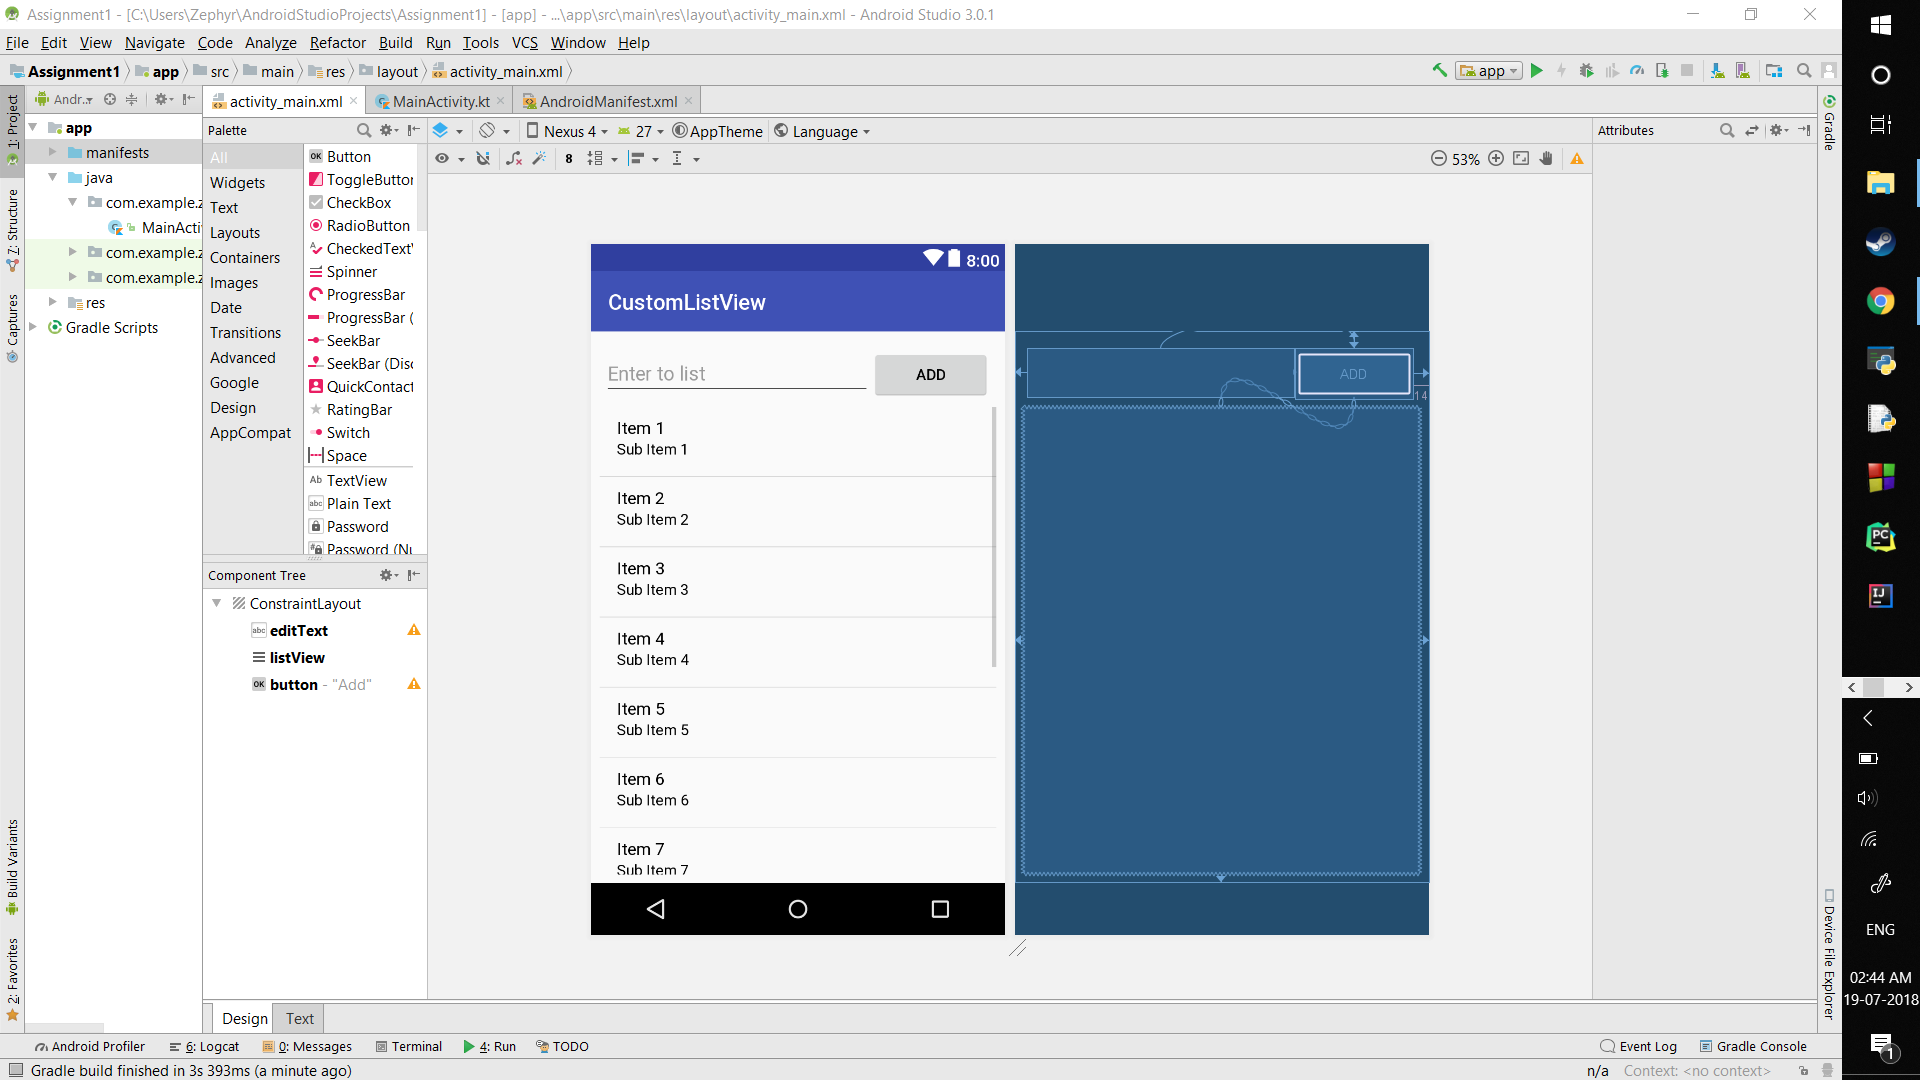 Assignment1 - [C:\Users\Zephyr\AndroidStudioProjects\Assignment1] - [app] - ...\app\src\main\res\layout\activity_main.xml - Android Studio 3.0.1
File Edit View Navigate Code Analyze Refactor Build Run Tools VCS Window Help
Assignment1 app src main res layout activity_main.xml
app
1: Project
Z: Structure
Captures
Build Variants
2: Favorites
Andr...
app
manifests
java
com.example.z
MainActi
com.example.z
com.example.z
res
Gradle Scripts
activity_main.xml
MainActivity.kt
AndroidManifest.xml
Palette
All
Widgets
Text
Layouts
Containers
Images
Date
Transitions
Advanced
Google
Design
AppCompat
OK Button
ToggleButton
CheckBox
RadioButton
CheckedText
Spinner
ProgressBar
ProgressBar (
SeekBar
SeekBar (Disc
QuickContact
RatingBar
Switch
Space
Ab TextView
abc Plain Text
Password
Password (Nu
Component Tree
ConstraintLayout
abc editText
listView
OK button - "Add"
Nexus 4
27
AppTheme
Language
8
53%
Attributes
8:00
CustomListView
Enter to list
ADD
Item 1
Sub Item 1
Item 2
Sub Item 2
Item 3
Sub Item 3
Item 4
Sub Item 4
Item 5
Sub Item 5
Item 6
Sub Item 6
Item 7
Sub Item 7
ADD
14
Gradle
Device File Explorer
Design Text
Android Profiler 6: Logcat 0: Messages Terminal 4: Run TODO
Event Log Gradle Console
Gradle build finished in 3s 393ms (a minute ago)
n/a Context: <no context>
PC
IJ
ENG
02:44 AM
19-07-2018
1